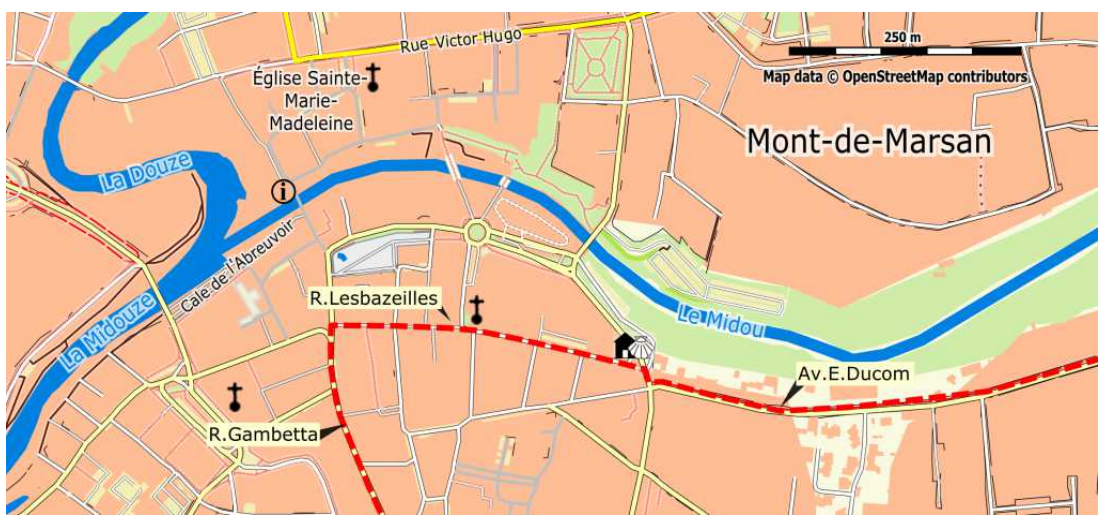 Rue Victor Hugo
250 m
Map data © OpenStreetMap contributors
Église Sainte-
Marie-
Madeleine
Mont-de-Marsan
La Douze
i
Cale de l'Abreuvoir
R.Lesbazeilles
La Midouze
Le Midou
Av.E.Ducom
R.Gambetta